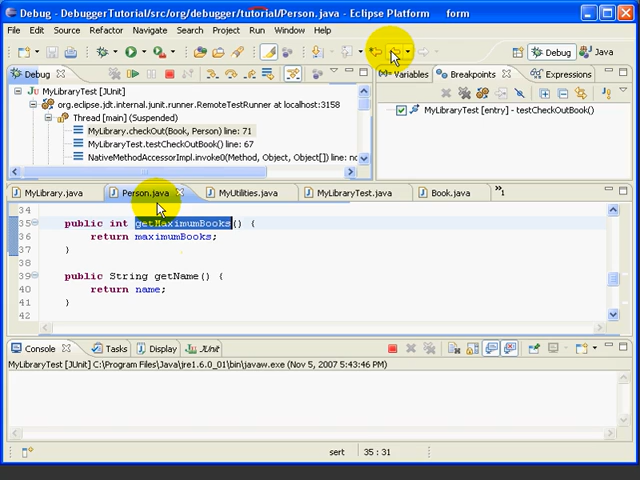 Debug - DebuggerTutorial/src/org/debugger/tutorial/Person.java - Eclipse Platform form
File Edit Source Refactor Navigate Search Project Run Window Help
Debug Java
Debug
MyLibraryTest [JUnit]
org.eclipse.jdt.internal.junit.runner.RemoteTestRunner at localhost:3158
Thread [main] (Suspended)
MyLibrary.checkOut(Book, Person) line: 71
MyLibraryTest.testCheckOutBook() line: 67
NativeMethodAccessorImpl.invoke0(Method, Object, Object[]) line: no
Variables Breakpoints Expressions
MyLibraryTest [entry] - testCheckOutBook()
MyLibrary.java Person.java MyUtilities.java MyLibraryTest.java Book.java »1
34
35 public int getMaximumBooks() {
36 return maximumBooks;
37 }
38
39 public String getName() {
40 return name;
41 }
42
Console Tasks Display JUnit
MyLibraryTest [JUnit] C:\Program Files\Java\jre1.6.0_01\bin\javaw.exe (Nov 5, 2007 5:43:46 PM)
sert 35 : 31